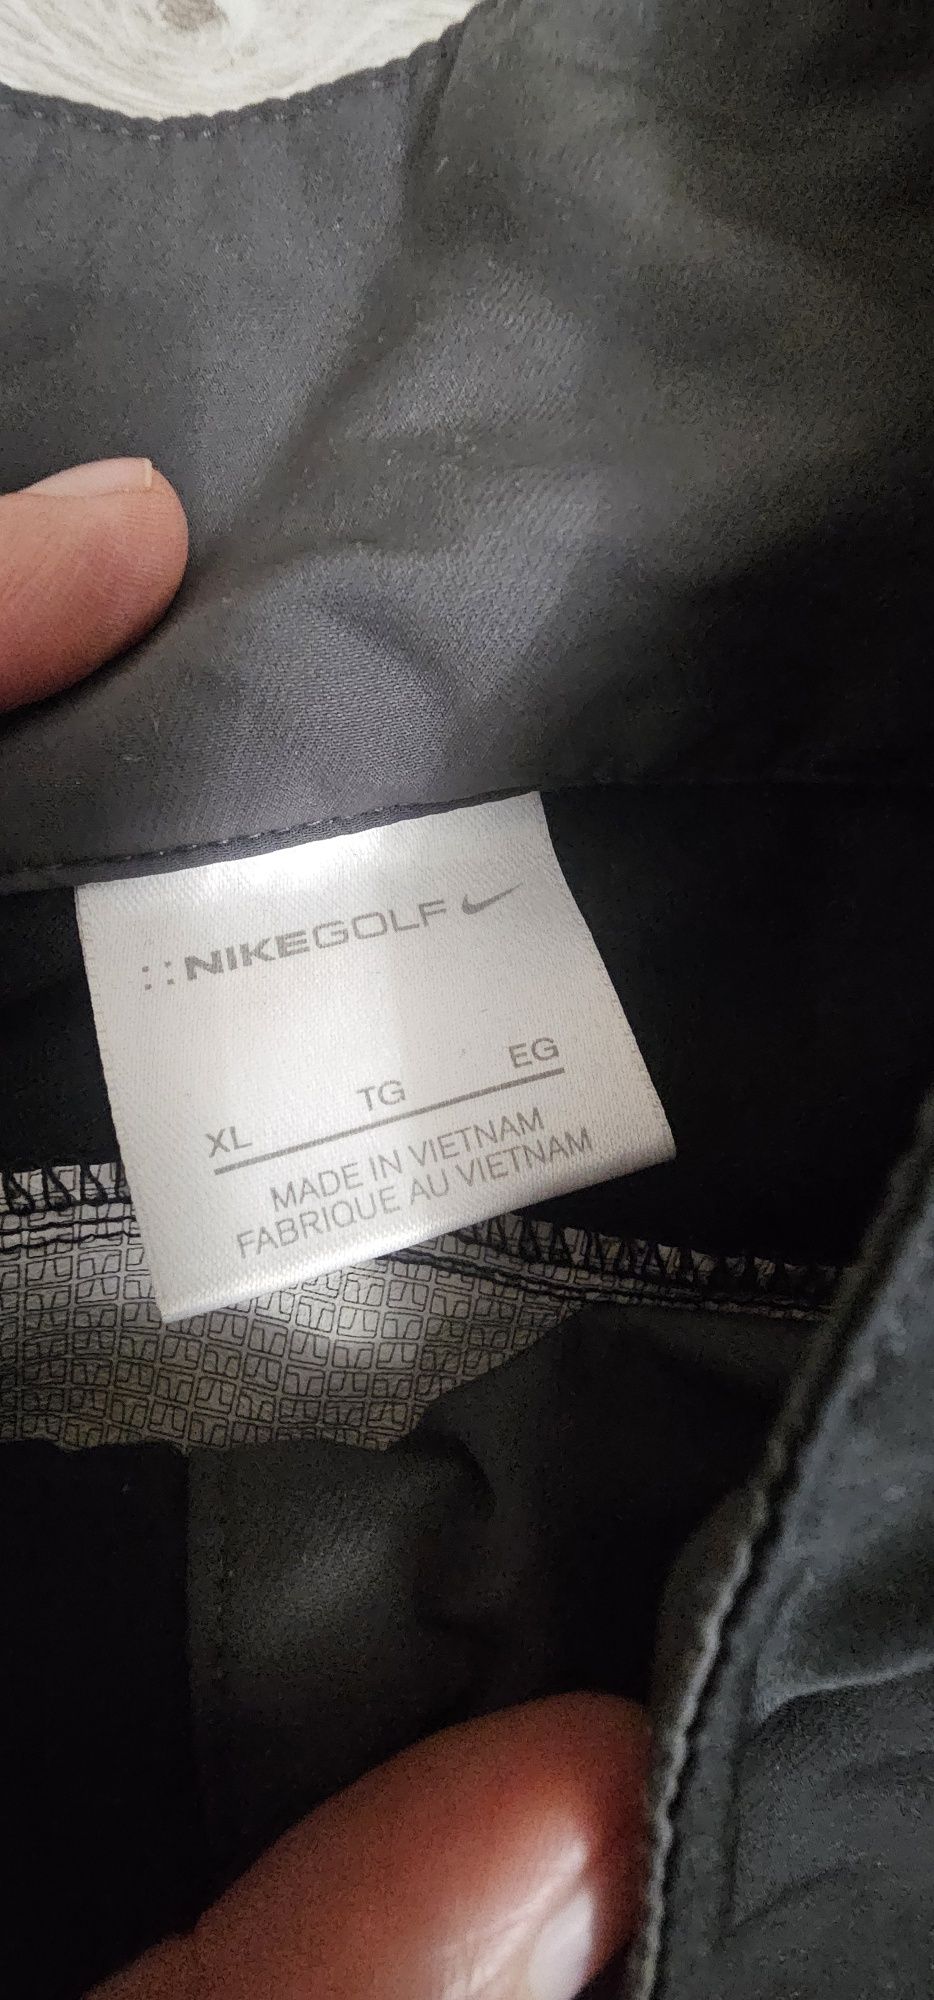 NIKEGOLF
XL TG EG
MADE IN VIETNAM
FABRIQUE AU VIETNAM